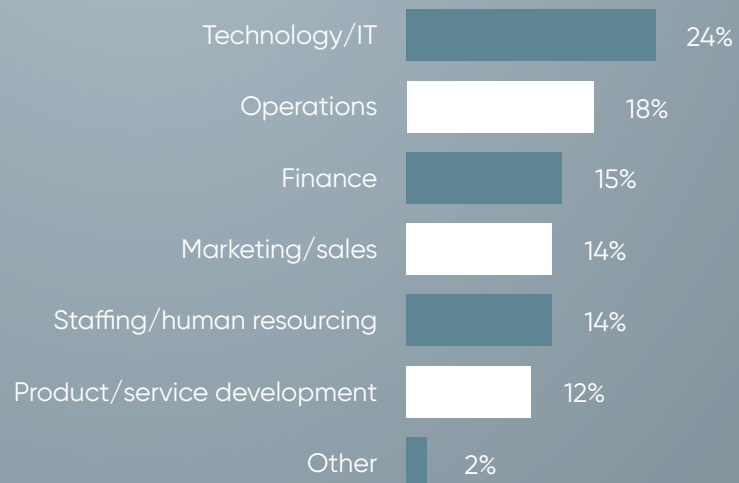 Technology/IT 24%
Operations 18%
Finance 15%
Marketing/sales 14%
Staffing/human resourcing 14%
Product/service development 12%
Other 2%